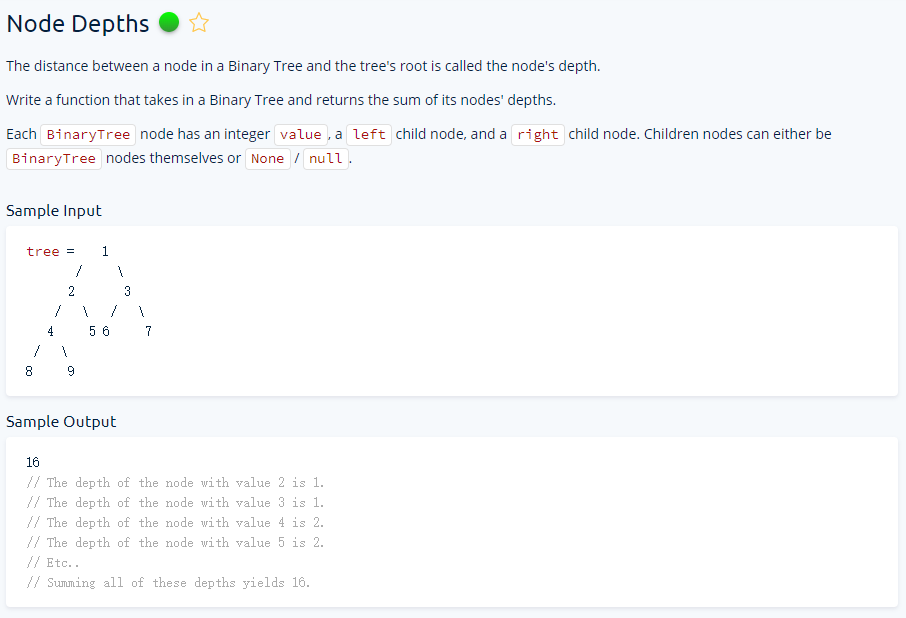 Node Depths
The distance between a node in a Binary Tree and the tree's root is called the node's depth.
Write a function that takes in a Binary Tree and returns the sum of its nodes' depths.
Each BinaryTree node has an integer value , a left child node, and a right child node. Children nodes can either be
BinaryTree nodes themselves or None / null .
Sample Input
tree =    1
       /     \
      2       3
    /   \   /   \
   4     5 6     7
 /   \
8     9
Sample Output
16
// The depth of the node with value 2 is 1.
// The depth of the node with value 3 is 1.
// The depth of the node with value 4 is 2.
// The depth of the node with value 5 is 2.
// Etc..
// Summing all of these depths yields 16.